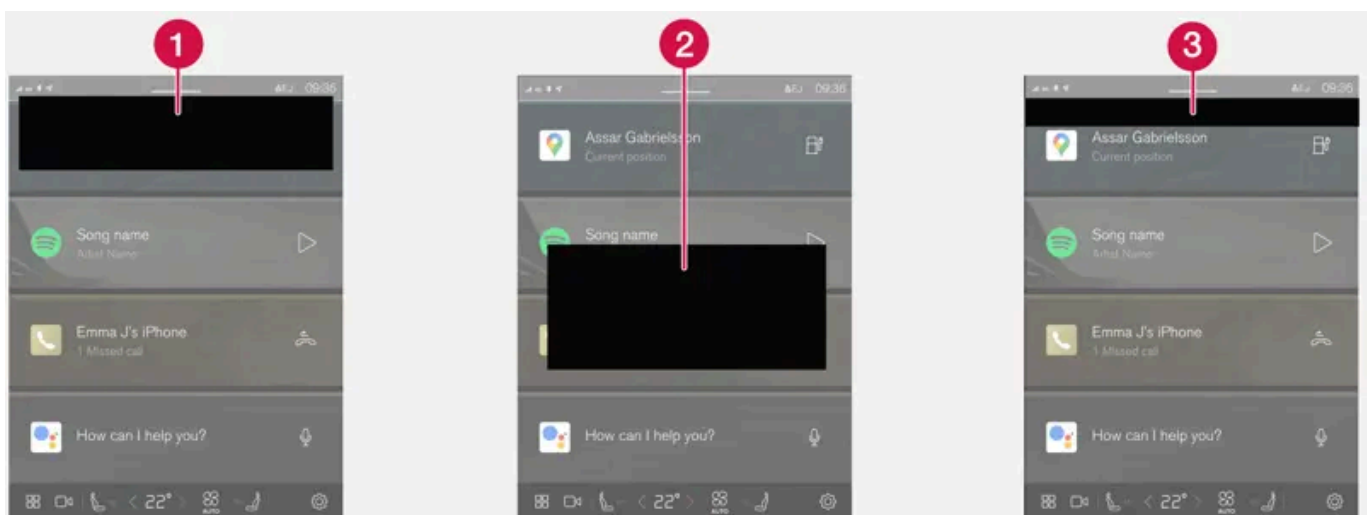 1
2
3
09:36
Song name
Artist Name
Emma J's iPhone
1 Missed call
How can I help you?
22°
AUTO
09:36
Assar Gabrielsson
Current position
Song name
How can I help you?
22°
AUTO
09:36
Assar Gabrielsson
Current position
Song name
Artist Name
Emma J's iPhone
1 Missed call
How can I help you?
22°
AUTO